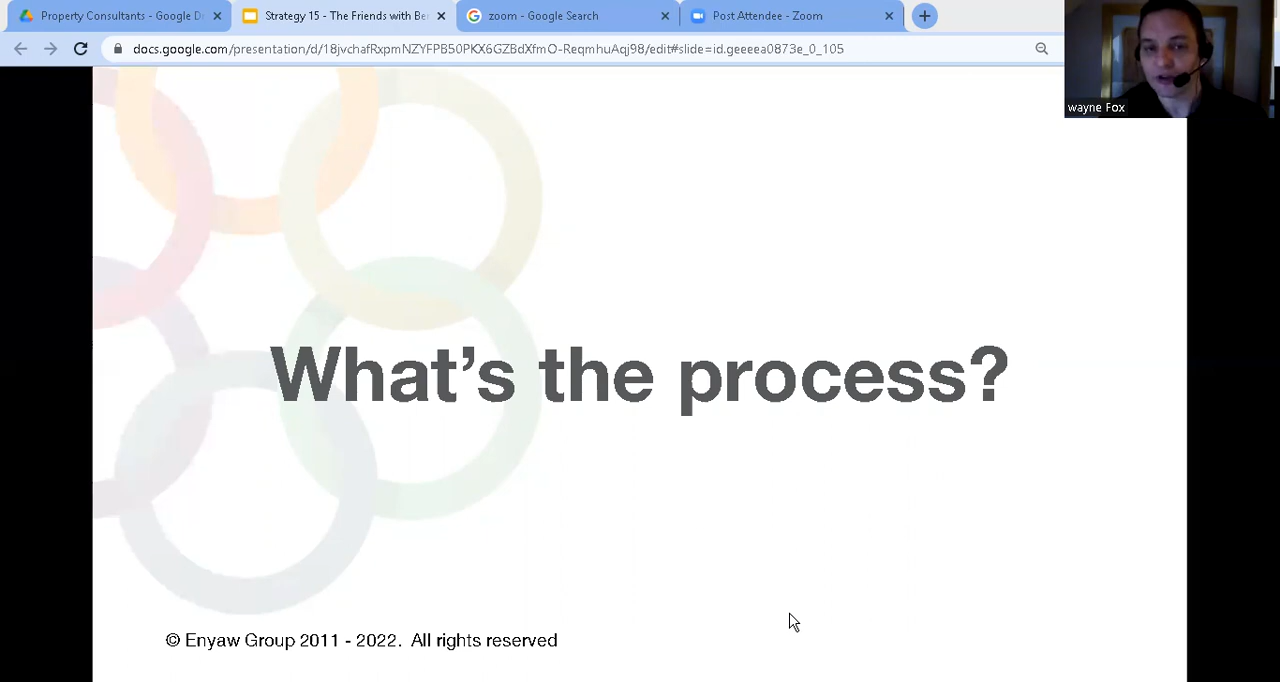 Property Consultants - Google D
Strategy 15 - The Friends with Be
zoom - Google Search
Post Attendee - Zoom
docs.google.com/presentation/d/18jvchafRxpmNZYFPB50PKX6GZBdXfmO-ReqmhuAqj98/edit#slide=id.geeeea0873e_0_105
wayne Fox
What's the process?
© Enyaw Group 2011 - 2022. All rights reserved